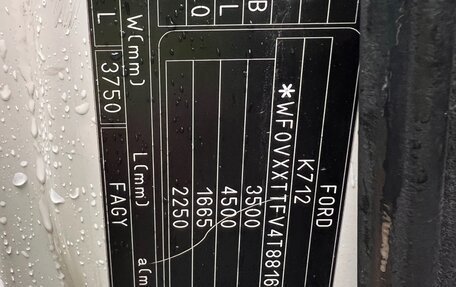 FORD
K712
*WF0VXXTTFV4T8816
3500
4500
1665
2250
B
L
Q
W(mm)
L(mm)
a(m
L
3750
FAGY